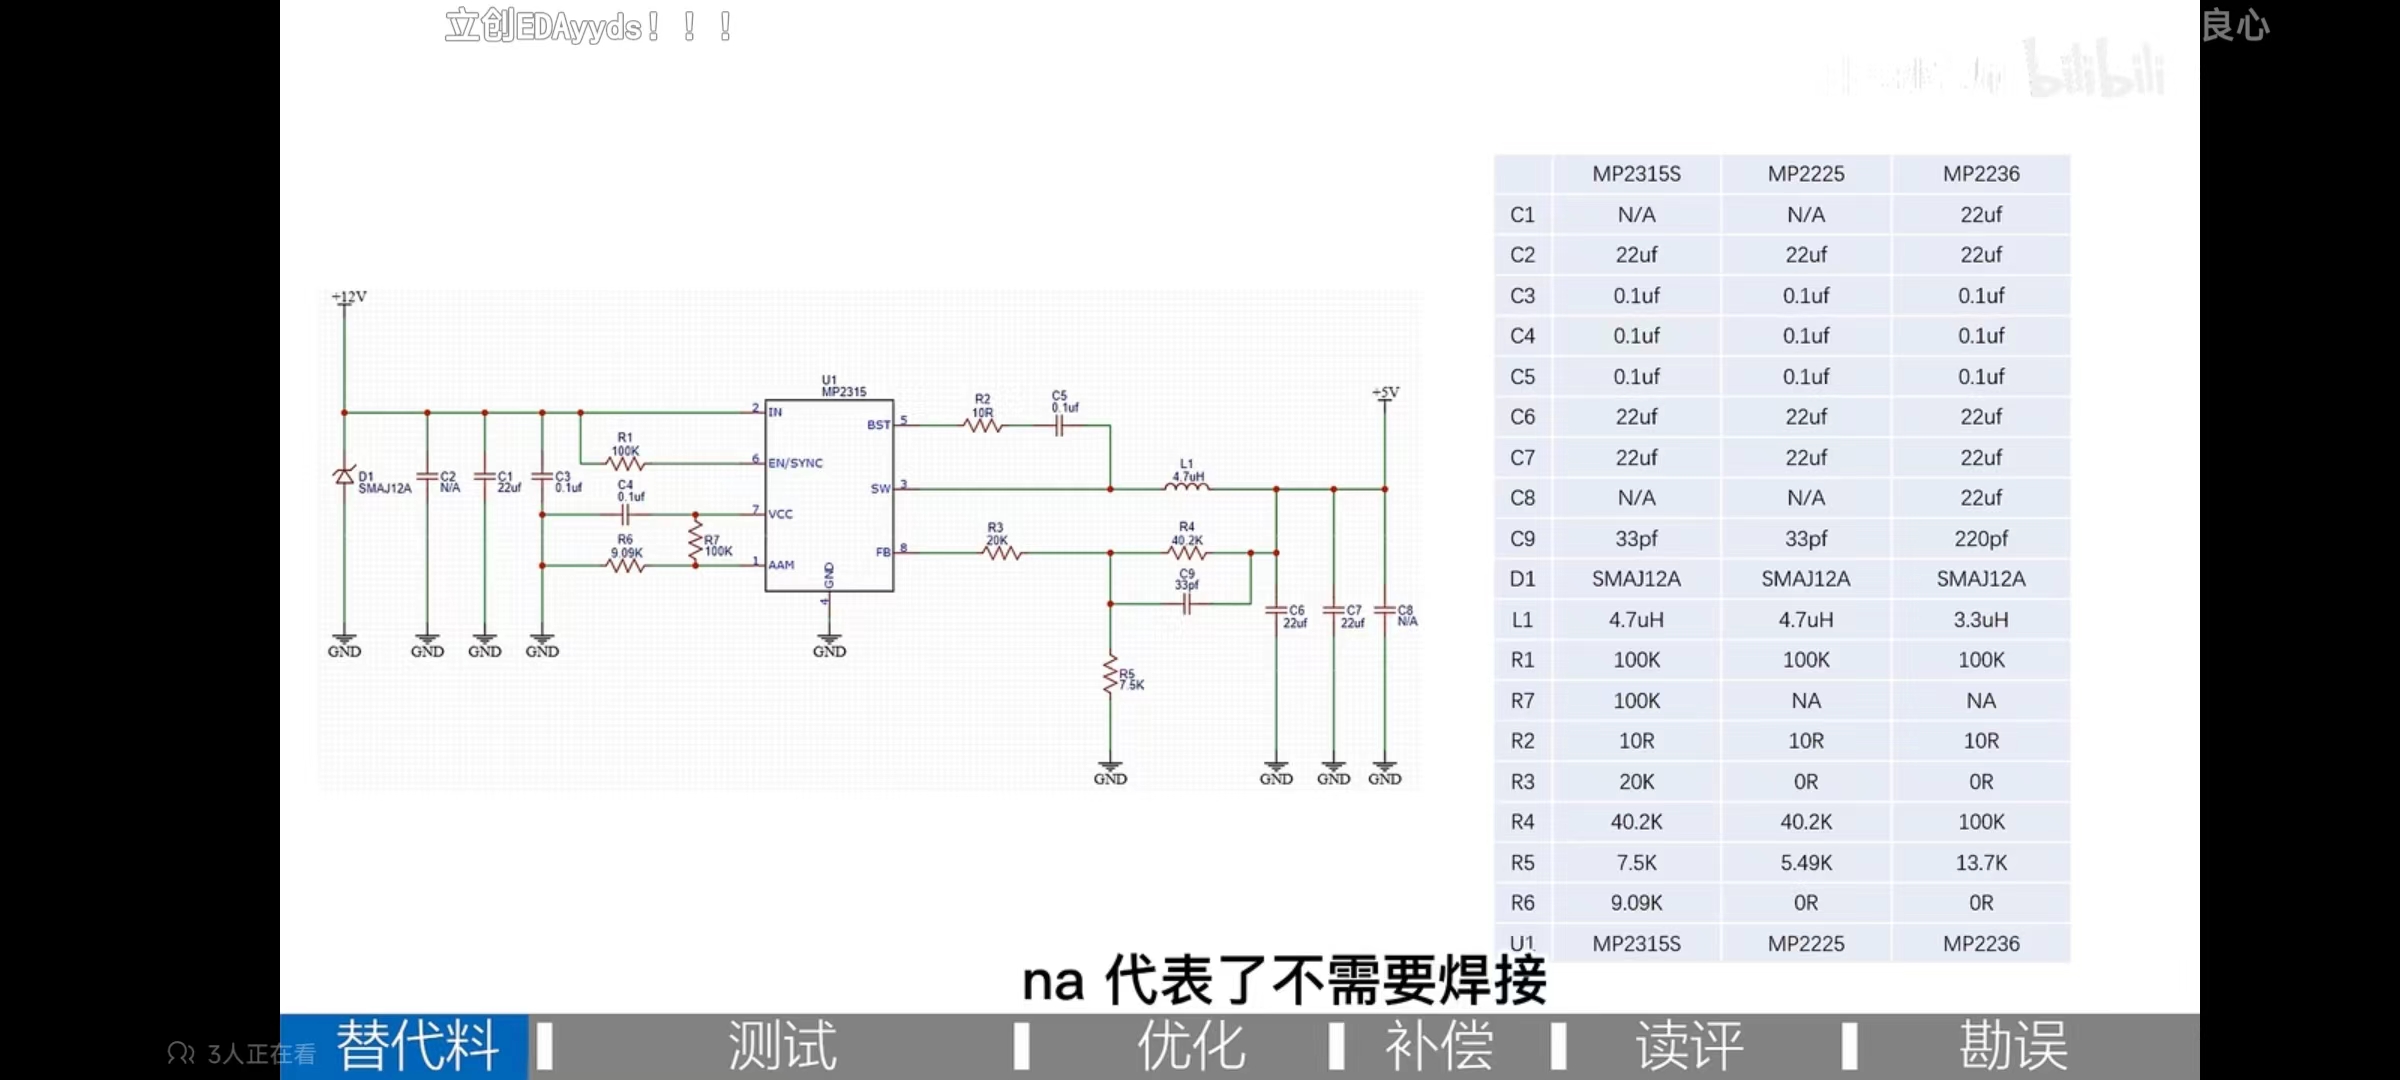 立创EDAyyds！！！
良心
bilibili
+12V
U1
MP2315
2 IN
6 EN/SYNC
7 VCC
1 AAM
GND
4
BST 5
SW 3
FB 8
D1
SMAJ12A
C2
N/A
C1
22uf
C3
0.1uf
R1
100K
C4
0.1uf
R6
9.09K
R7
100K
R2
10R
C5
0.1uf
L1
4.7uH
+5V
R3
20K
R4
40.2K
C9
33pf
C6
22uf
C7
22uf
C8
N/A
R5
7.5K
GND GND GND GND GND
GND GND GND GND
MP2315S MP2225 MP2236
C1 N/A N/A 22uf
C2 22uf 22uf 22uf
C3 0.1uf 0.1uf 0.1uf
C4 0.1uf 0.1uf 0.1uf
C5 0.1uf 0.1uf 0.1uf
C6 22uf 22uf 22uf
C7 22uf 22uf 22uf
C8 N/A N/A 22uf
C9 33pf 33pf 220pf
D1 SMAJ12A SMAJ12A SMAJ12A
L1 4.7uH 4.7uH 3.3uH
R1 100K 100K 100K
R7 100K NA NA
R2 10R 10R 10R
R3 20K 0R 0R
R4 40.2K 40.2K 100K
R5 7.5K 5.49K 13.7K
R6 9.09K 0R 0R
U1 MP2315S MP2225 MP2236
na 代表了不需要焊接
3人正在看
替代料 测试 优化 补偿 读评 勘误